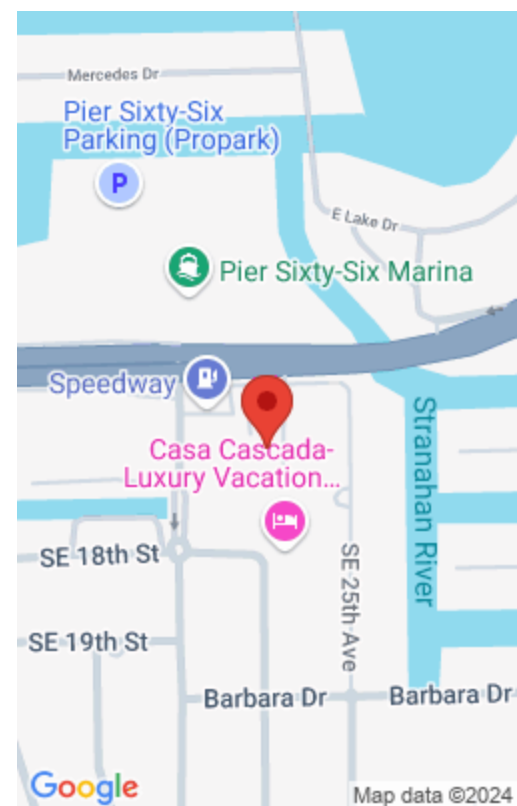 Mercedes Dr
Pier Sixty-Six
Parking (Propark)
P
E Lake Dr
Pier Sixty-Six Marina
Speedway
Casa Cascada-
Luxury Vacation...
Stranahan River
SE 18th St
SE 25th Ave
SE 19th St
Barbara Dr
Barbara Dr
Google
Map data ©2024